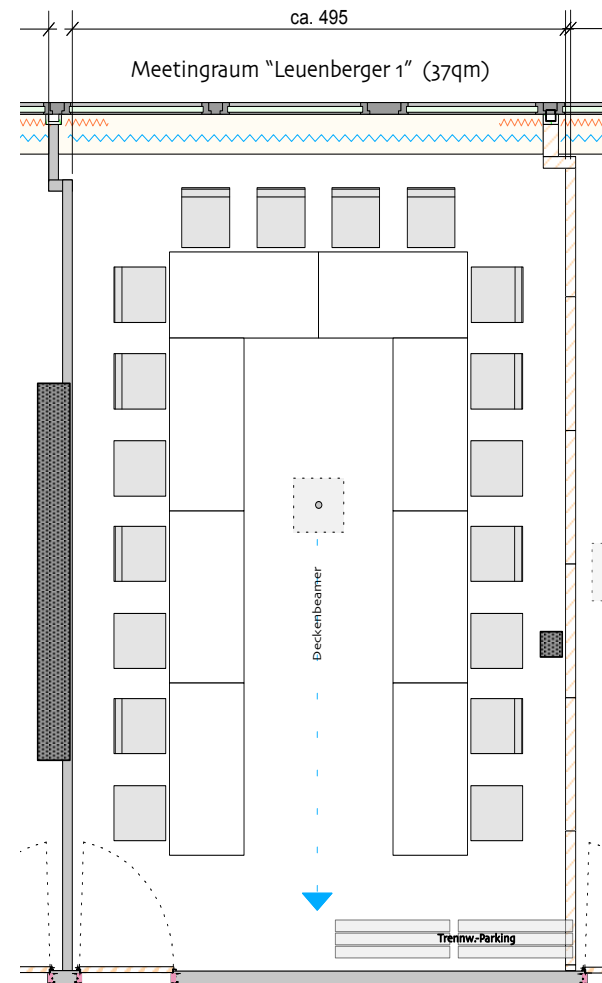 ca. 495
Meetingraum “Leuenberger 1” (37qm)
Deckenbeamer
Trennw.-Parking